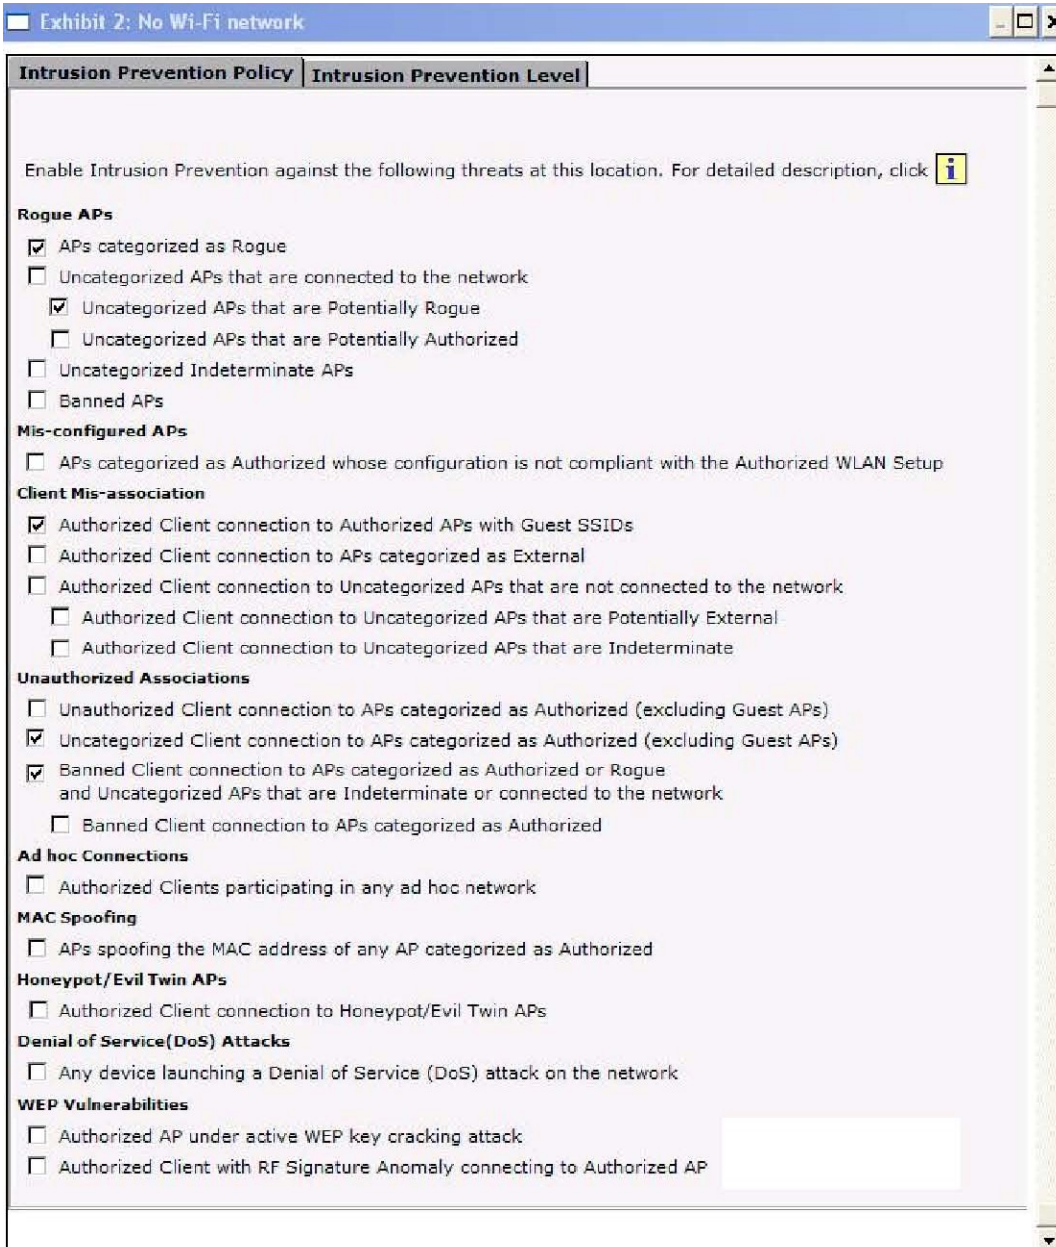 Exhibit 2: No Wi-Fi network
Intrusion Prevention Policy Intrusion Prevention Level
Enable Intrusion Prevention against the following threats at this location. For detailed description, click i
Rogue APs
APs categorized as Rogue
Uncategorized APs that are connected to the network
Uncategorized APs that are Potentially Rogue
Uncategorized APs that are Potentially Authorized
Uncategorized Indeterminate APs
Banned APs
Mis-configured APs
APs categorized as Authorized whose configuration is not compliant with the Authorized WLAN Setup
Client Mis-association
Authorized Client connection to Authorized APs with Guest SSIDs
Authorized Client connection to APs categorized as External
Authorized Client connection to Uncategorized APs that are not connected to the network
Authorized Client connection to Uncategorized APs that are Potentially External
Authorized Client connection to Uncategorized APs that are Indeterminate
Unauthorized Associations
Unauthorized Client connection to APs categorized as Authorized (excluding Guest APs)
Uncategorized Client connection to APs categorized as Authorized (excluding Guest APs)
Banned Client connection to APs categorized as Authorized or Rogue
and Uncategorized APs that are Indeterminate or connected to the network
Banned Client connection to APs categorized as Authorized
Ad hoc Connections
Authorized Clients participating in any ad hoc network
MAC Spoofing
APs spoofing the MAC address of any AP categorized as Authorized
Honeypot/Evil Twin APs
Authorized Client connection to Honeypot/Evil Twin APs
Denial of Service(DoS) Attacks
Any device launching a Denial of Service (DoS) attack on the network
WEP Vulnerabilities
Authorized AP under active WEP key cracking attack
Authorized Client with RF Signature Anomaly connecting to Authorized AP